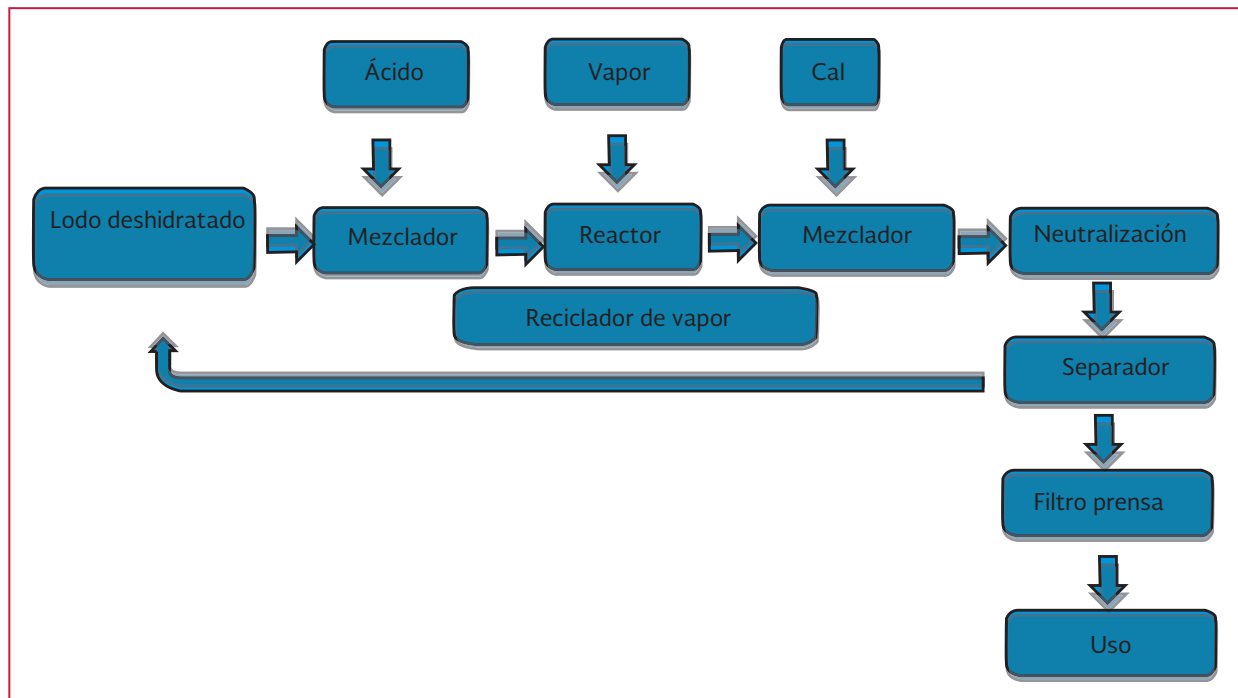 Ácido
Vapor
Cal
Lodo deshidratado
Mezclador
Reactor
Mezclador
Neutralización
Reciclador de vapor
Separador
Filtro prensa
Uso